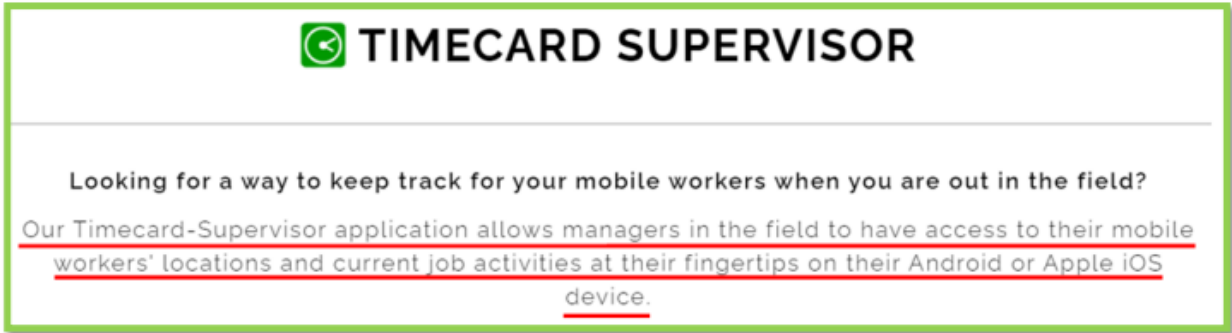 TIMECARD SUPERVISOR
Looking for a way to keep track for your mobile workers when you are out in the field?
Our Timecard-Supervisor application allows managers in the field to have access to their mobile
workers' locations and current job activities at their fingertips on their Android or Apple iOS
device.